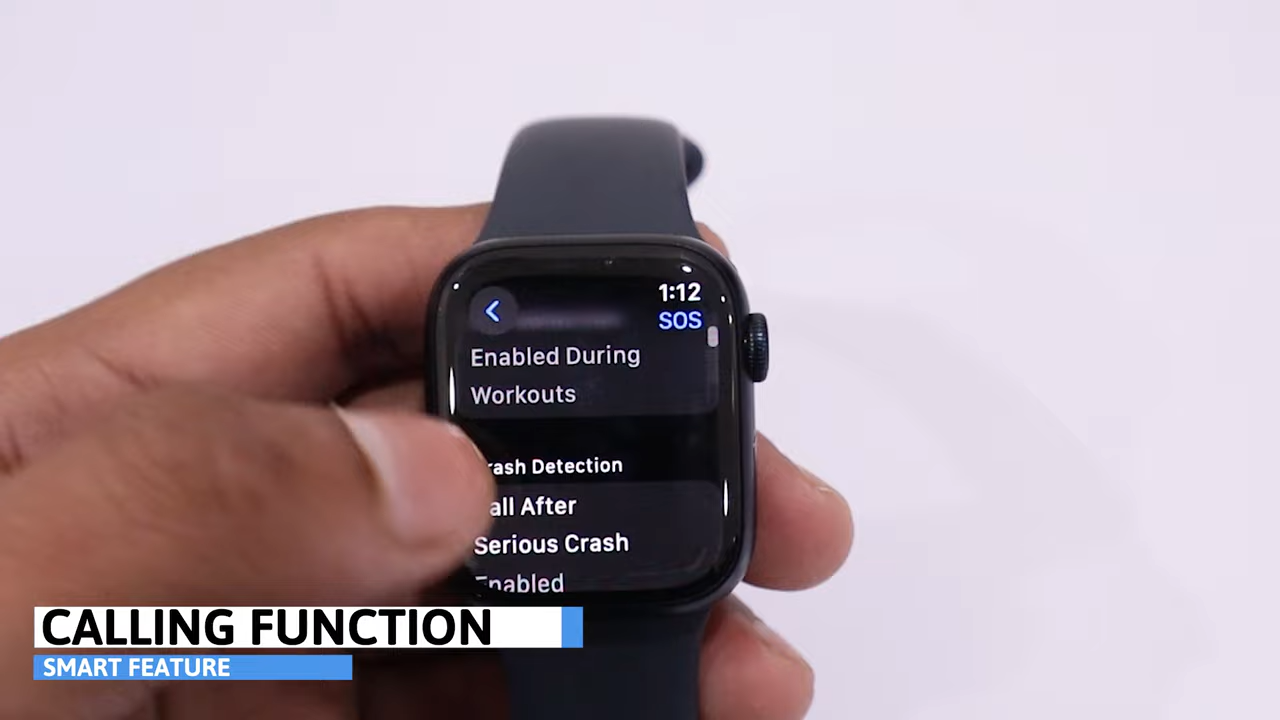 1:12
SOS
Enabled During
Workouts
rash Detection
all After
Serious Crash
Enabled
CALLING FUNCTION
SMART FEATURE